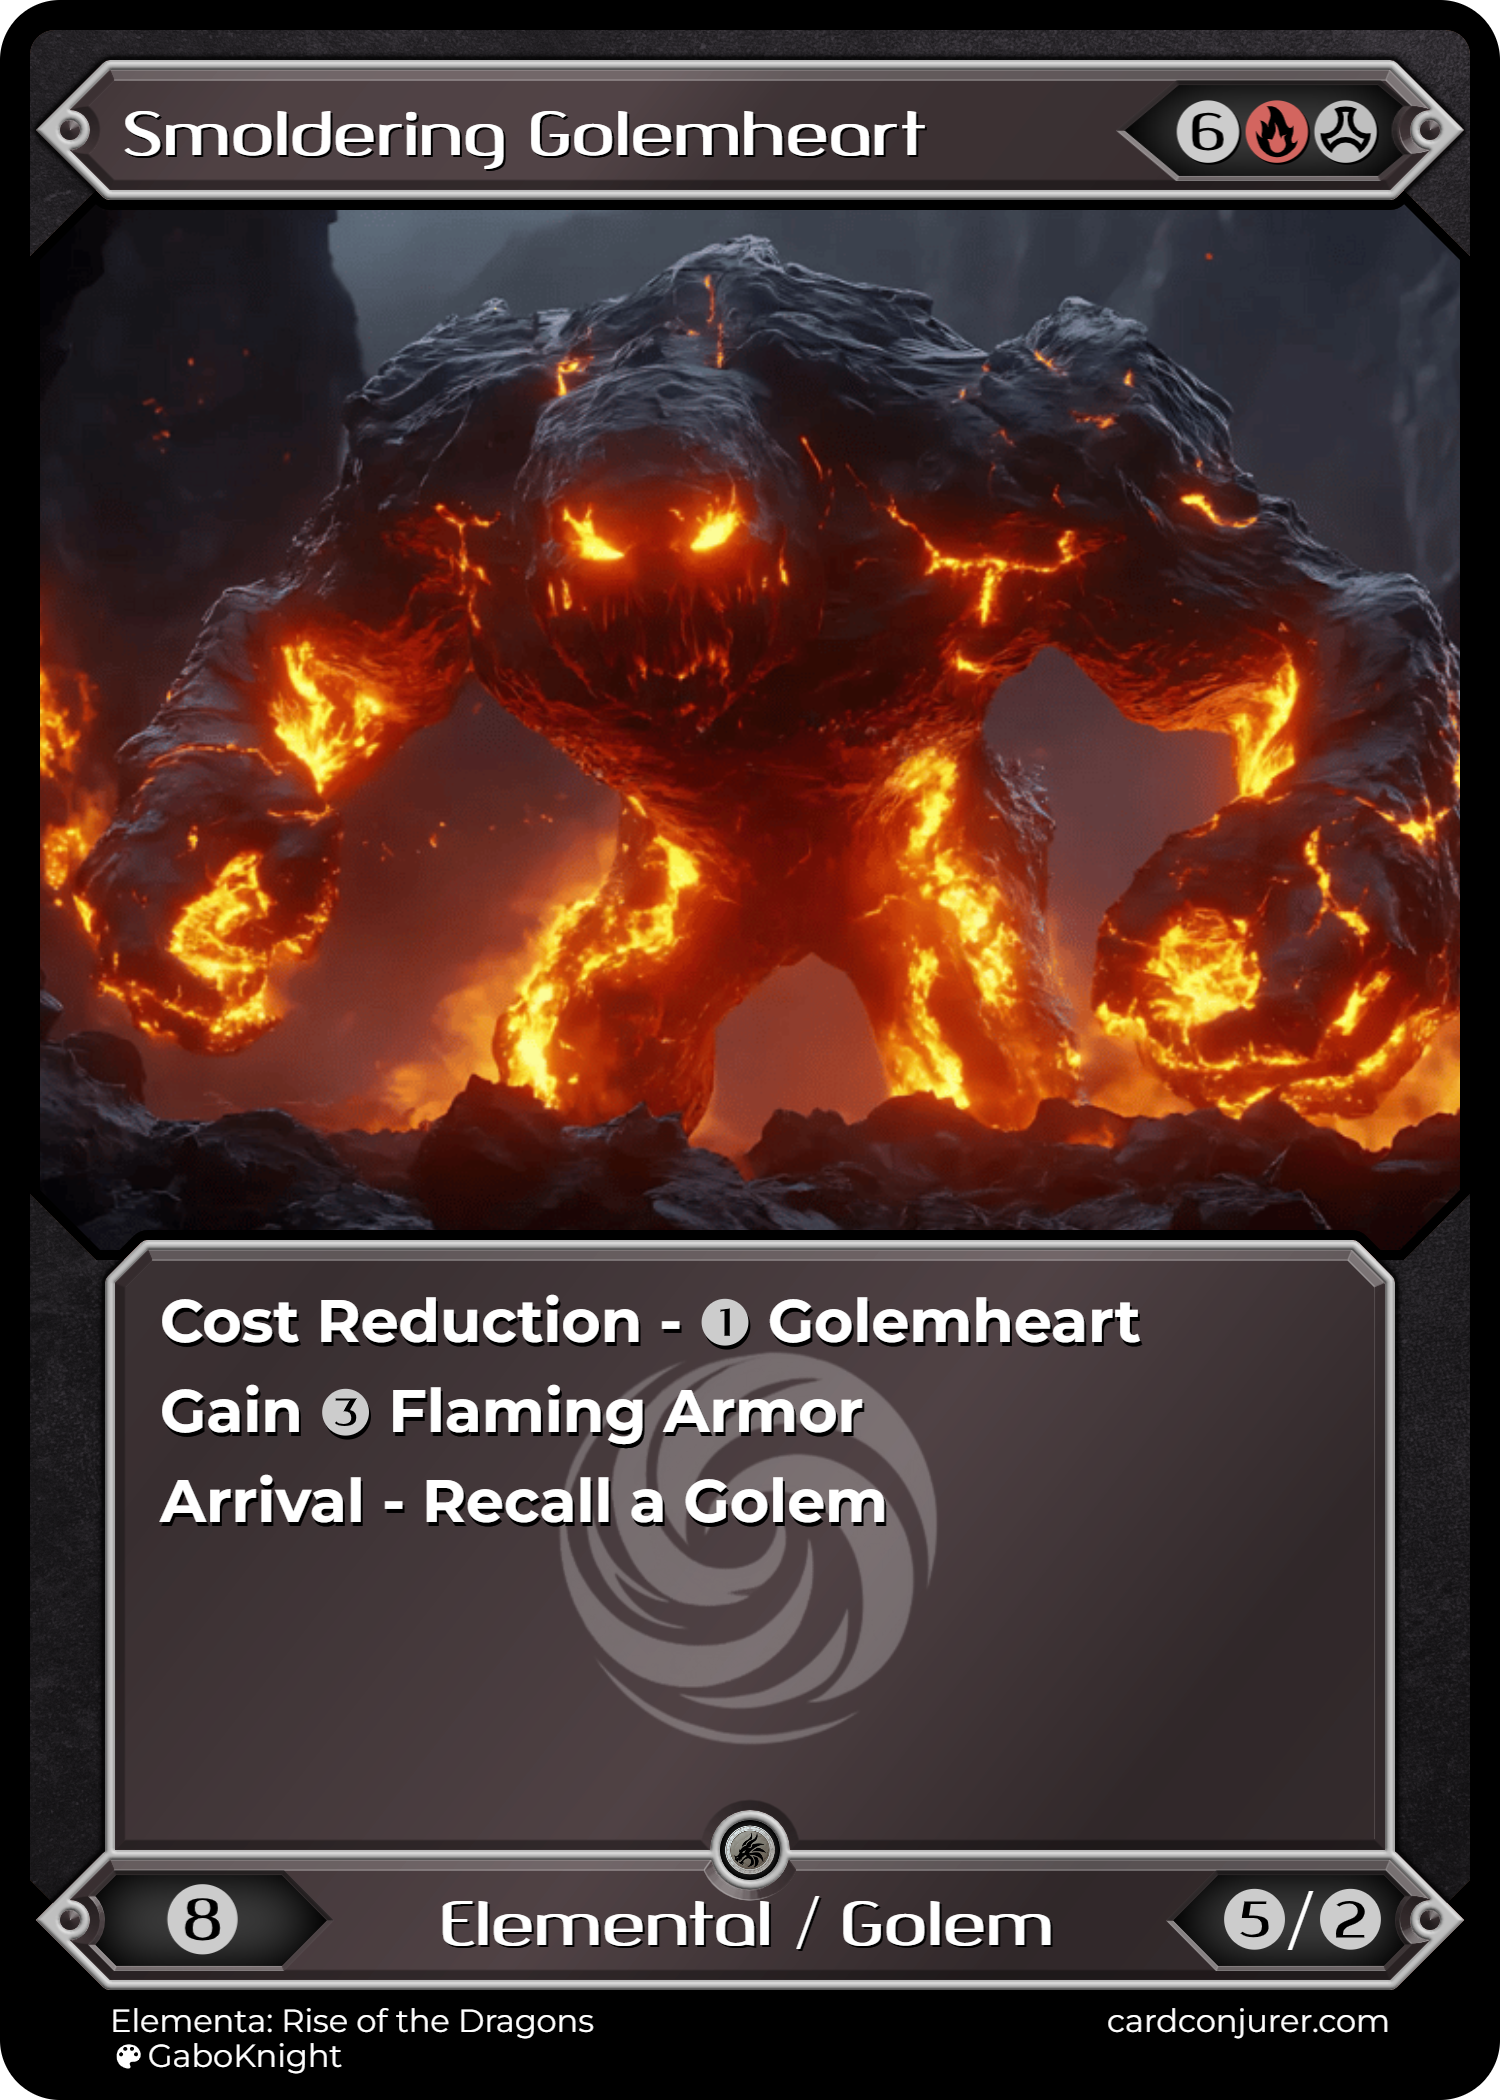 Smoldering Golemheart 6
Cost Reduction - 1 Golemheart
Gain 3 Flaming Armor
Arrival - Recall a Golem
8 Elemental / Golem 5/2
Elementa: Rise of the Dragons cardconjurer.com
GaboKnight